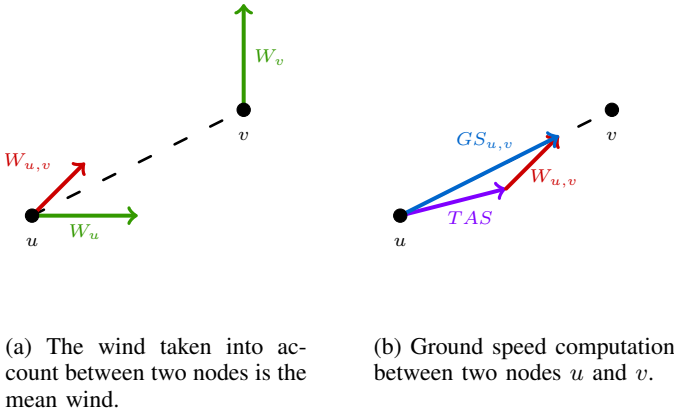 W_v
v
W_{u,v}
W_u
u
v
GS_{u,v}
W_{u,v}
TAS
u
(a) The wind taken into ac-
count between two nodes is the
mean wind.
(b) Ground speed computation
between two nodes u and v.